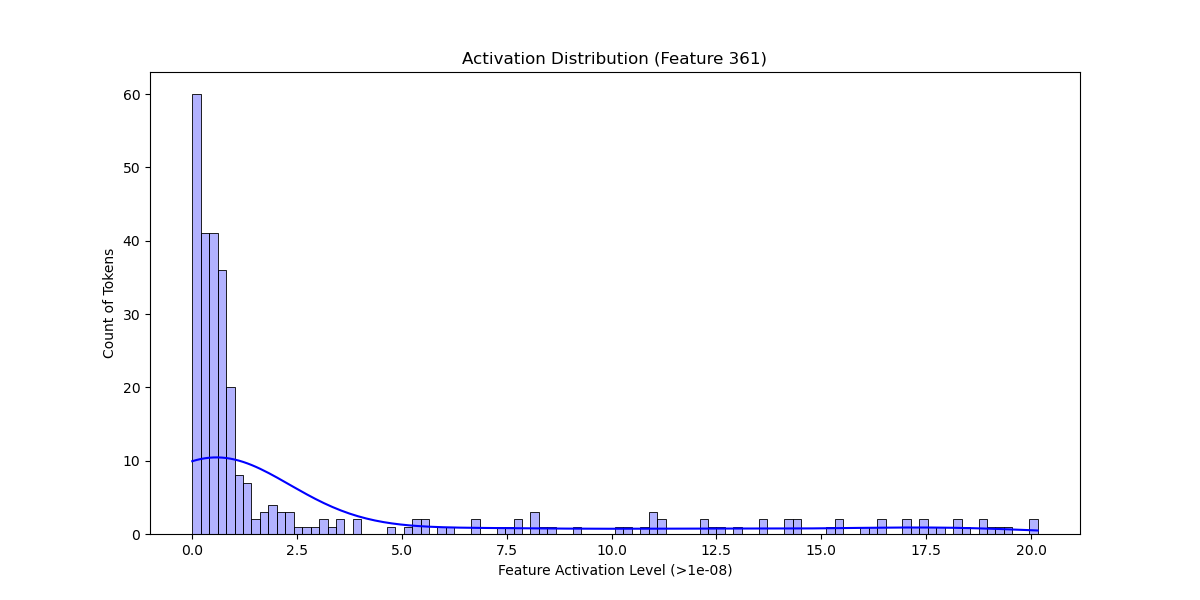 Activation Distribution (Feature 361)
60
50
40
30
20
10
0
Count of Tokens
0.0 2.5 5.0 7.5 10.0 12.5 15.0 17.5 20.0
Feature Activation Level (>1e-08)